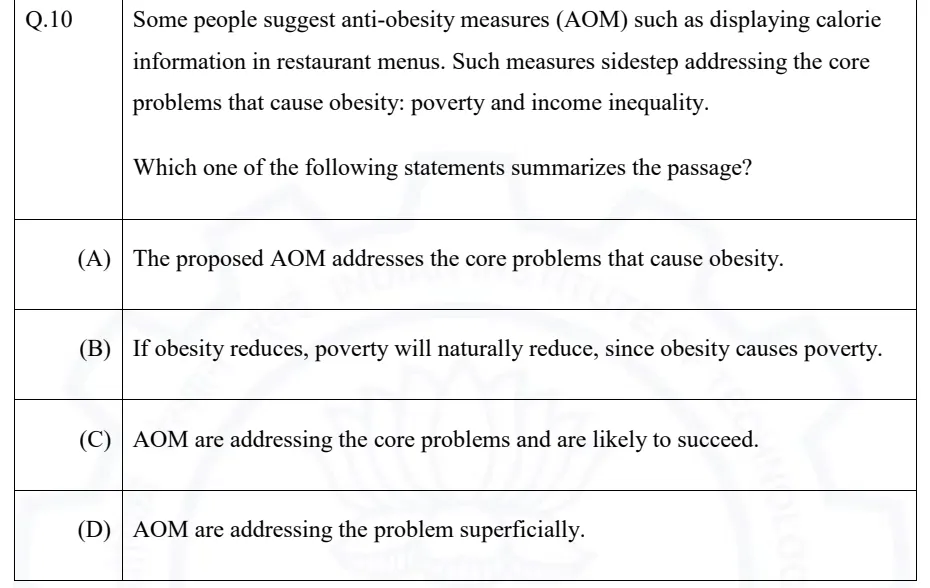 Q.10 Some people suggest anti-obesity measures (AOM) such as displaying calorie
information in restaurant menus. Such measures sidestep addressing the core
problems that cause obesity: poverty and income inequality.
Which one of the following statements summarizes the passage?
(A) The proposed AOM addresses the core problems that cause obesity.
(B) If obesity reduces, poverty will naturally reduce, since obesity causes poverty.
(C) AOM are addressing the core problems and are likely to succeed.
(D) AOM are addressing the problem superficially.